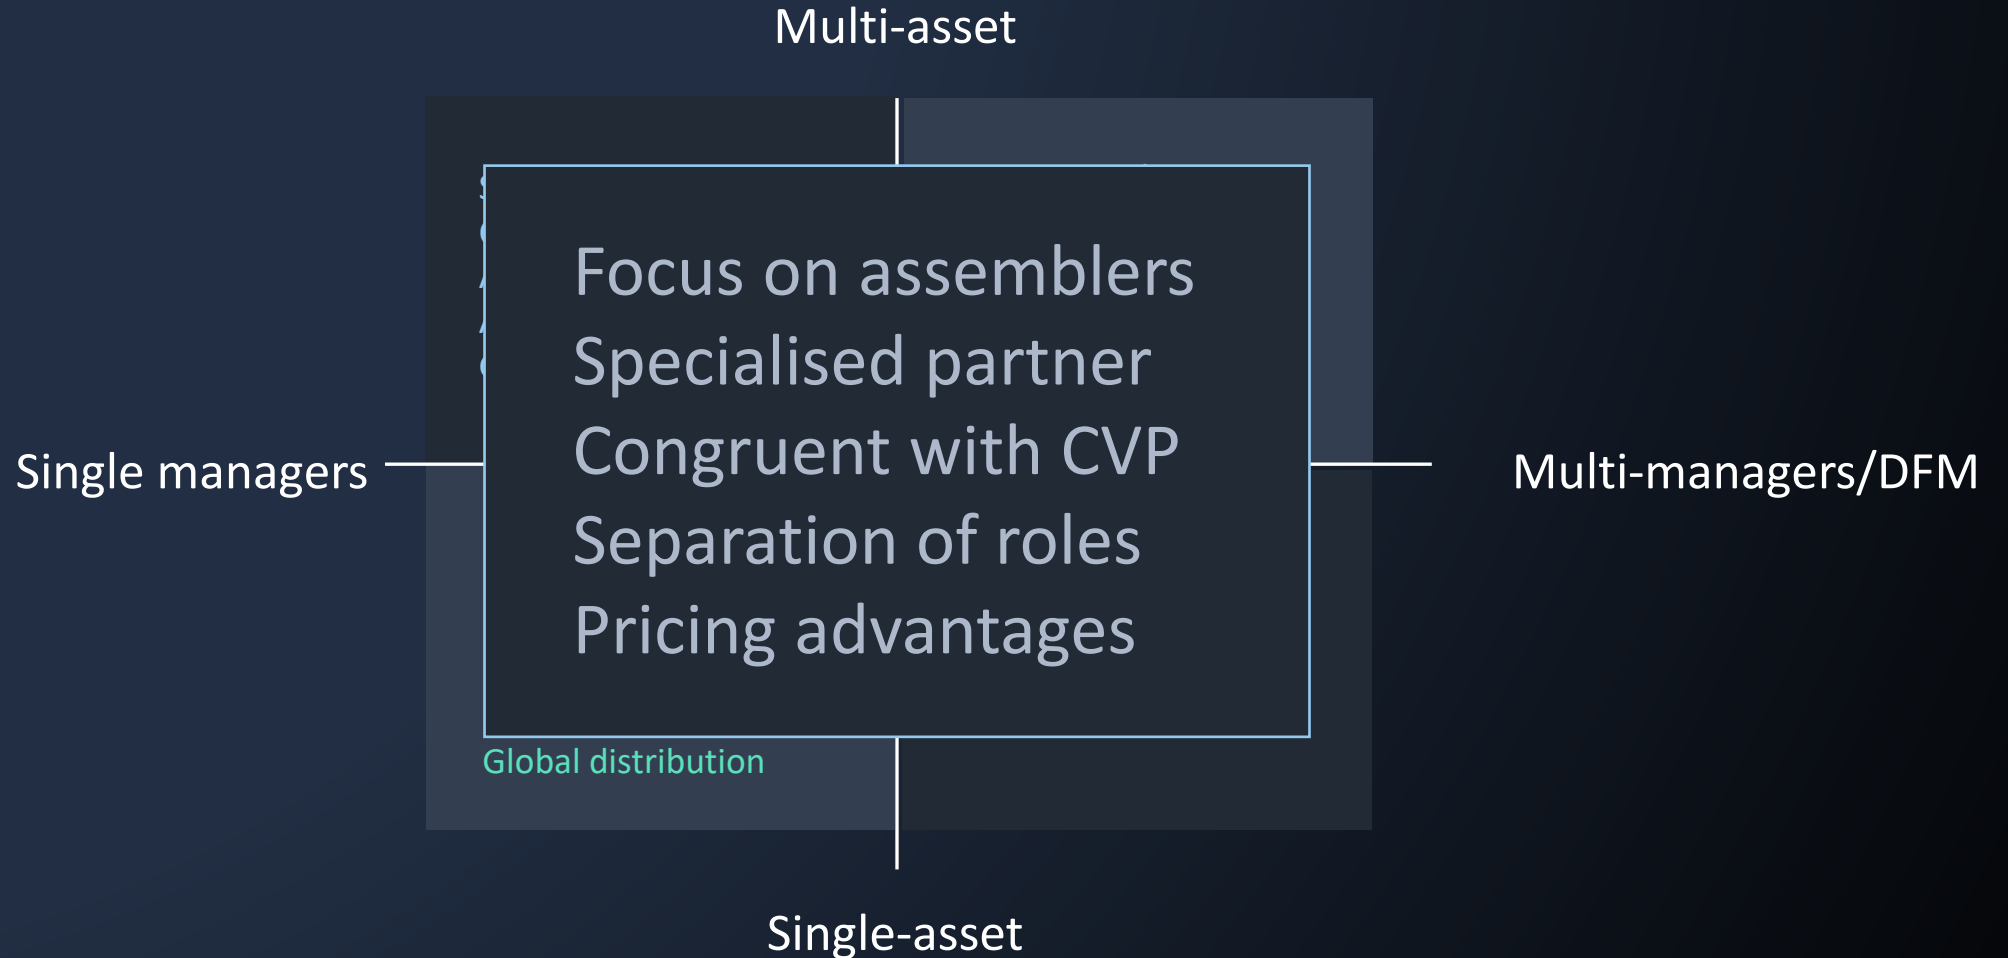 Multi-asset
Focus on assemblers
Specialised partner
Congruent with CVP
Single managers
Multi-managers/DFM
Separation of roles
Pricing advantages
Global distribution
Single-asset